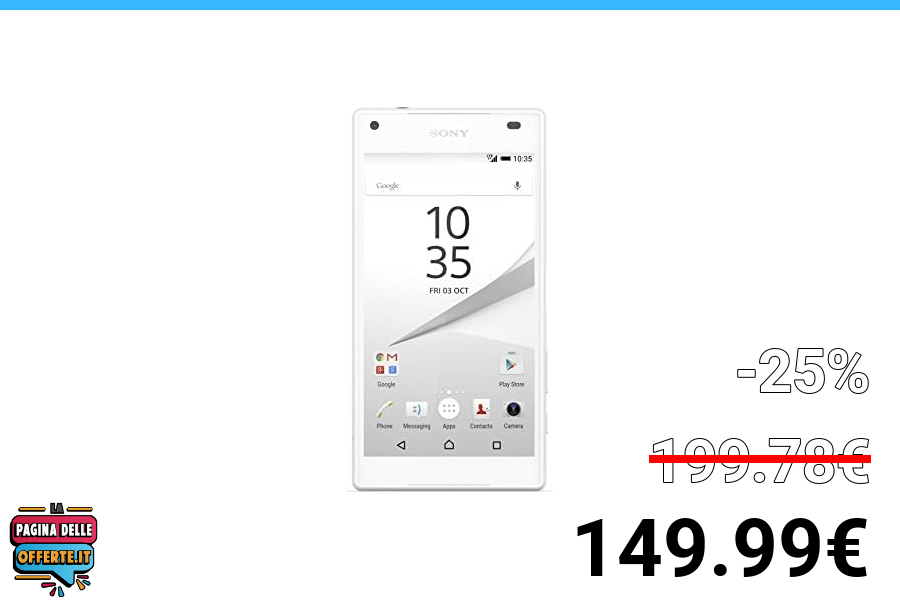 SONY
10:35
Google
10
35
FRI 03 OCT
Google
Play Store
Phone
Messaging
Apps
Contacts
Camera
-25%
199.78€
149.99€
LA
PAGINA DELLE
OFFERTE.IT